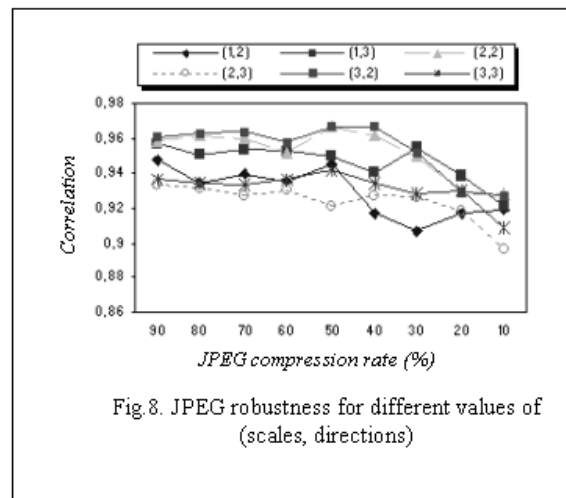 (1,2) (1,3) (2,2)
(2,3) (3,2) (3,3)
0,98
0,96
0,94
0,92
0,9
0,88
0,86
Correlation
90 80 70 60 50 40 30 20 10
JPEG compression rate (%)
Fig.8. JPEG robustness for different values of
(scales, directions)